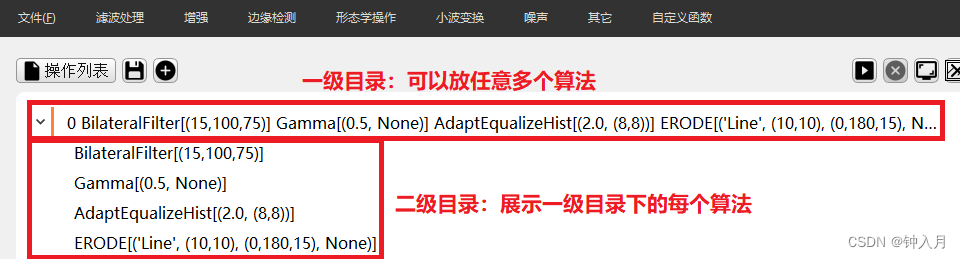 文件(F) 滤波处理 增强 边缘检测 形态学操作 小波变换 噪声 其它 自定义函数
操作列表
一级目录：可以放任意多个算法
0 BilateralFilter[(15,100,75)] Gamma[(0.5, None)] AdaptEqualizeHist[(2.0, (8,8))] ERODE[('Line', (10,10), (0,180,15), N...
BilateralFilter[(15,100,75)]
Gamma[(0.5, None)]
AdaptEqualizeHist[(2.0, (8,8))]
二级目录：展示一级目录下的每个算法
ERODE[('Line', (10,10), (0,180,15), None)]
CSDN @钟入月